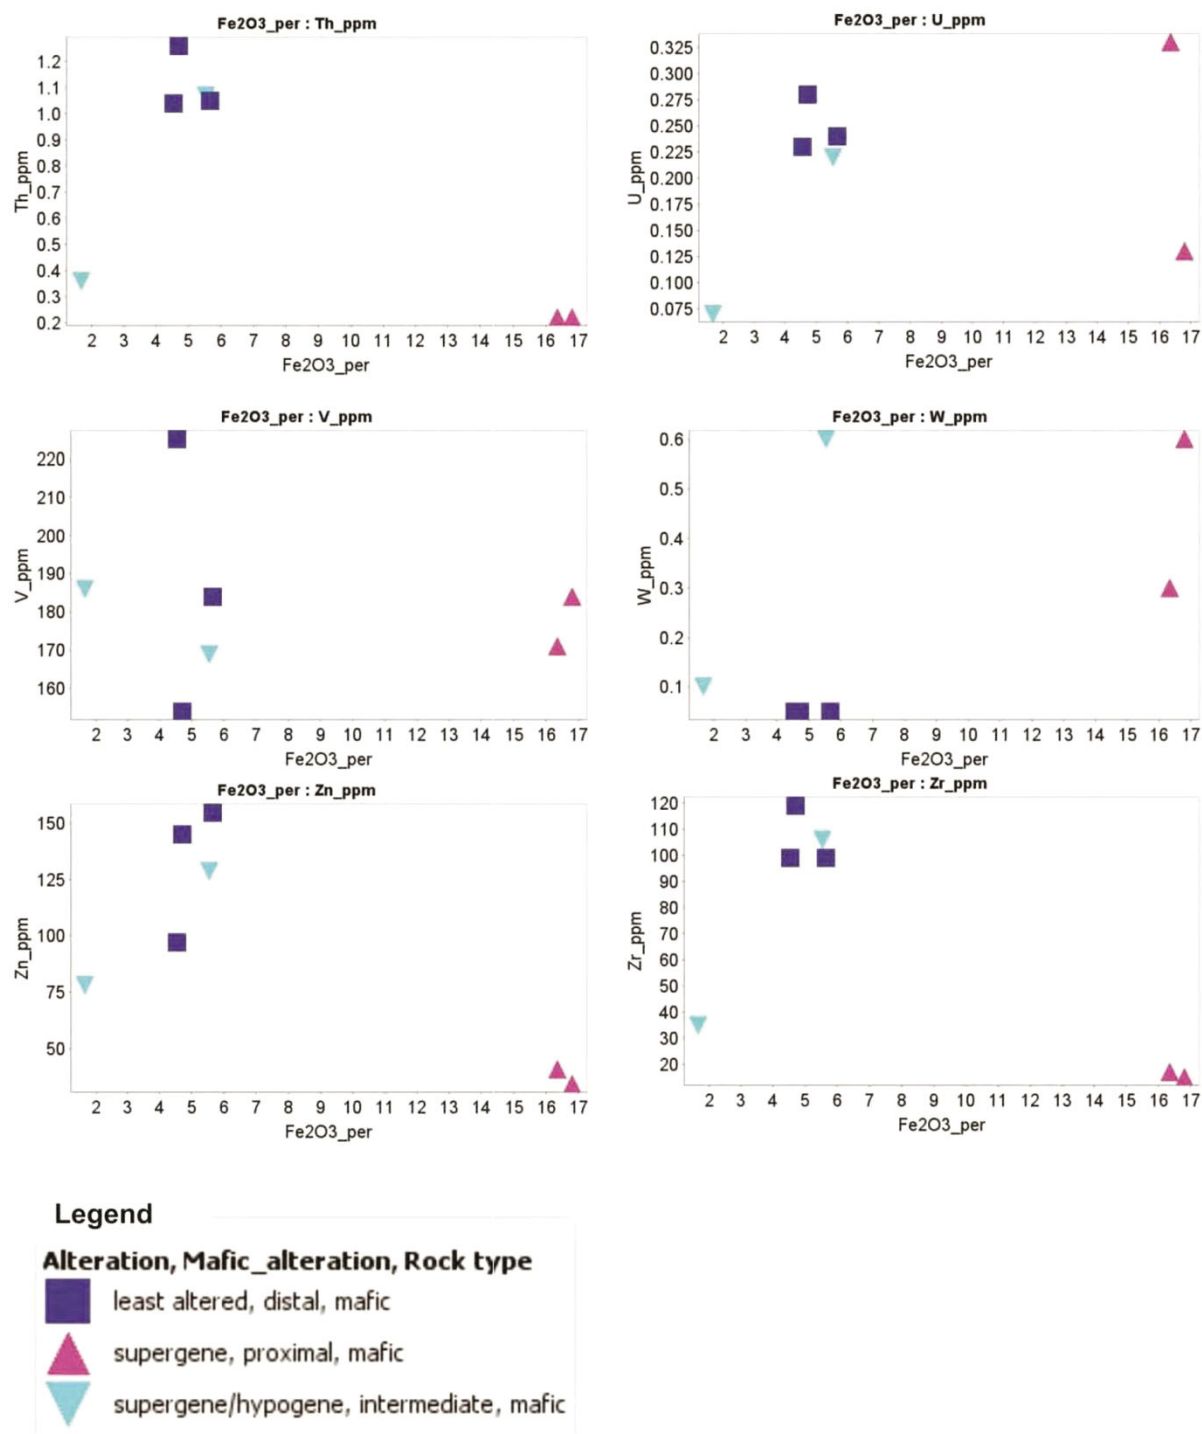 Fe2O3_per : Th_ppm
Th_ppm
1.2
1.1
1.0
0.9
0.8
0.7
0.6
0.5
0.4
0.3
0.2
2 3 4 5 6 7 8 9 10 11 12 13 14 15 16 17
Fe2O3_per
Fe2O3_per : U_ppm
U_ppm
0.325
0.300
0.275
0.250
0.225
0.200
0.175
0.150
0.125
0.100
0.075
2 3 4 5 6 7 8 9 10 11 12 13 14 15 16 17
Fe2O3_per
Fe2O3_per : V_ppm
V_ppm
220
210
200
190
180
170
160
2 3 4 5 6 7 8 9 10 11 12 13 14 15 16 17
Fe2O3_per
Fe2O3_per : W_ppm
W_ppm
0.6
0.5
0.4
0.3
0.2
0.1
2 3 4 5 6 7 8 9 10 11 12 13 14 15 16 17
Fe2O3_per
Fe2O3_per : Zn_ppm
Zn_ppm
150
125
100
75
50
2 3 4 5 6 7 8 9 10 11 12 13 14 15 16 17
Fe2O3_per
Fe2O3_per : Zr_ppm
Zr_ppm
120
110
100
90
80
70
60
50
40
30
20
2 3 4 5 6 7 8 9 10 11 12 13 14 15 16 17
Fe2O3_per
Legend
Alteration, Mafic_alteration, Rock type
least altered, distal, mafic
supergene, proximal, mafic
supergene/hypogene, intermediate, mafic